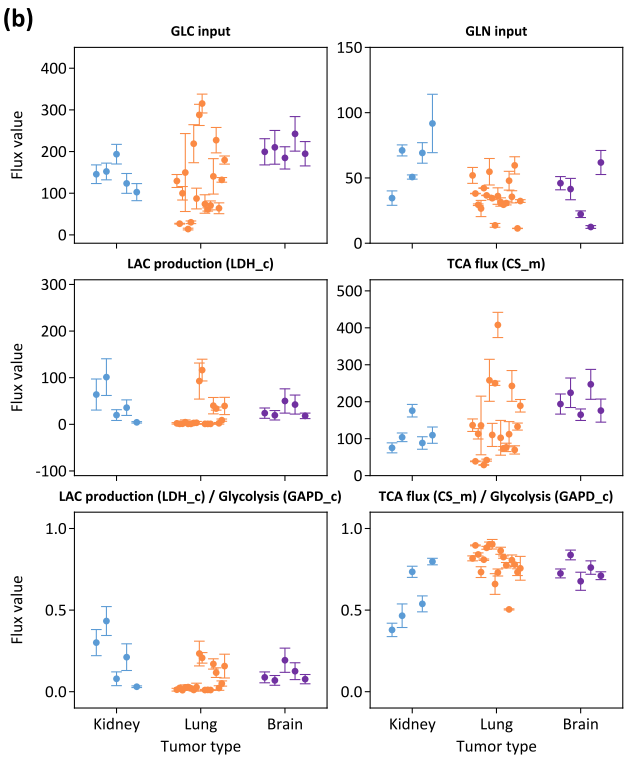 (b)
GLC input
GLN input
Flux value
400
300
200
100
0
150
100
50
0
LAC production (LDH_c)
TCA flux (CS_m)
Flux value
300
200
100
0
-100
500
400
300
200
100
0
LAC production (LDH_c) / Glycolysis (GAPD_c)
TCA flux (CS_m) / Glycolysis (GAPD_c)
Flux value
1.0
0.5
0.0
1.0
0.5
0.0
Kidney Lung Brain
Kidney Lung Brain
Tumor type
Tumor type